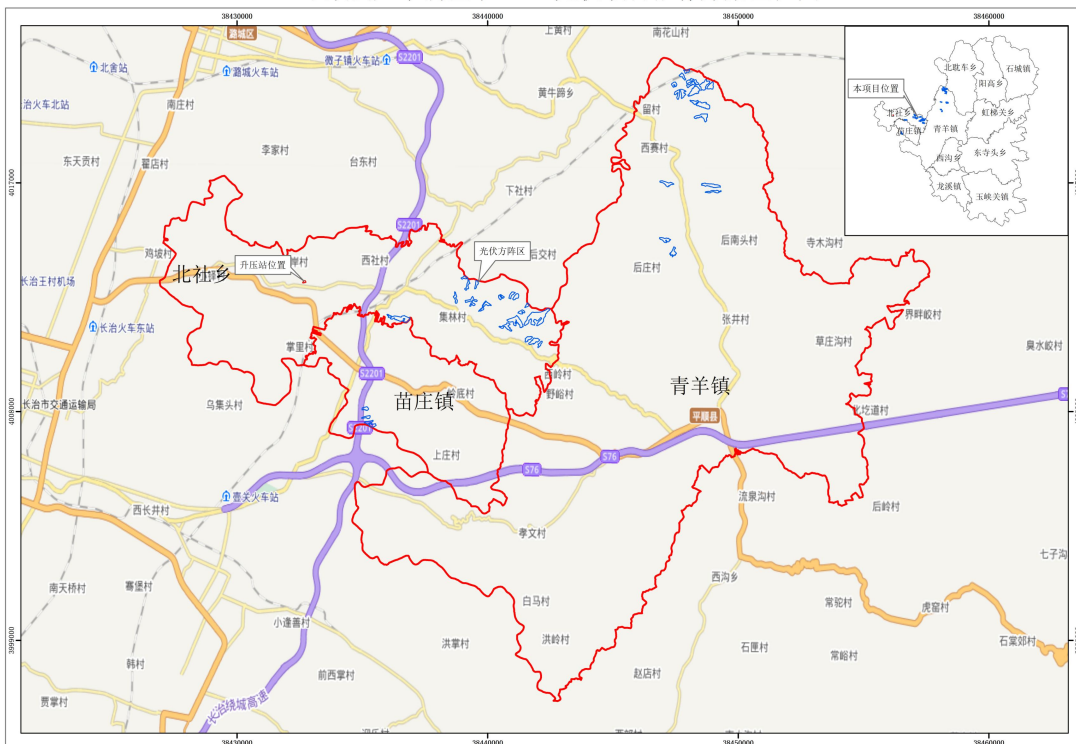 38430000
38440000
38450000
38460000
潞城区
微子镇火车站
S2201
上黄村
南花山村
北舍站
潞城火车站
黄牛蹄乡
治火车北站
南庄村
留村
李家村
西赛村
东天贡村
翟店村
台东村
4017000
下社村
S2201
后南头村
寺木沟村
鸡坡村
西社村
后交村
光伏方阵区
岸村
升压站位置
北社乡
后庄村
长治王村机场
集林村
张井村
界畔峧村
长治火车东站
掌里村
草庄沟村
臭水峧村
S2201
西岭村
青羊镇
苗庄镇
野峪村
长治市交通运输局
乌集头村
4008000
平顺县
北圪道村
上庄村
S76
S76
壶关火车站
流泉沟村
西长井村
后岭村
孝文村
七子沟
南天桥村
骞堡村
西沟乡
白马村
常驼村
虎窑村
小逢善村
3999000
洪掌村
洪岭村
石匣村
石窰郊村
韩村
常峪村
前西掌村
赵店村
贾掌村
长治绕城高速
38430000
38440000
38450000
38460000
本项目位置
北耽车乡
石城镇
阳高乡
北社乡
虹梯关乡
苗庄镇
青羊镇
西沟乡
东寺头乡
龙溪镇
玉峡关镇